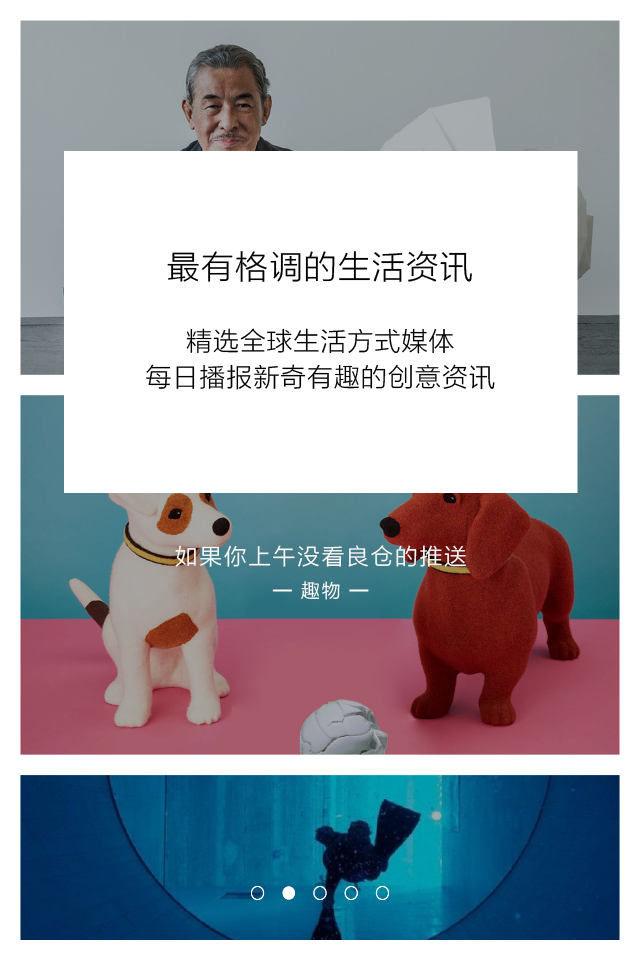 最有格调的生活资讯
精选全球生活方式媒体
每日播报新奇有趣的创意资讯
如果你上午没看良仓的推送
— 趣物 —